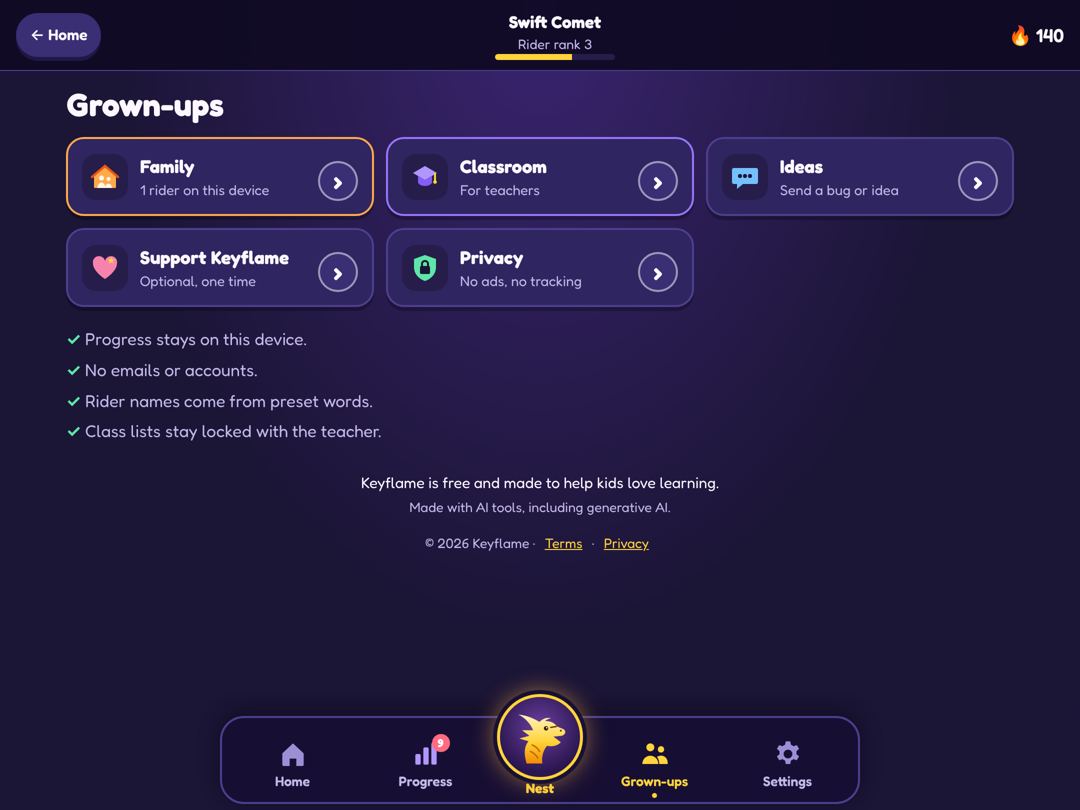 ← Home
Swift Comet
Rider rank 3
140
Grown-ups
Family
1 rider on this device
Classroom
For teachers
Ideas
Send a bug or idea
Support Keyflame
Optional, one time
Privacy
No ads, no tracking
✓ Progress stays on this device.
✓ No emails or accounts.
✓ Rider names come from preset words.
✓ Class lists stay locked with the teacher.
Keyflame is free and made to help kids love learning.
Made with AI tools, including generative AI.
© 2026 Keyflame · Terms · Privacy
Home
9
Progress
Nest
Grown-ups
Settings